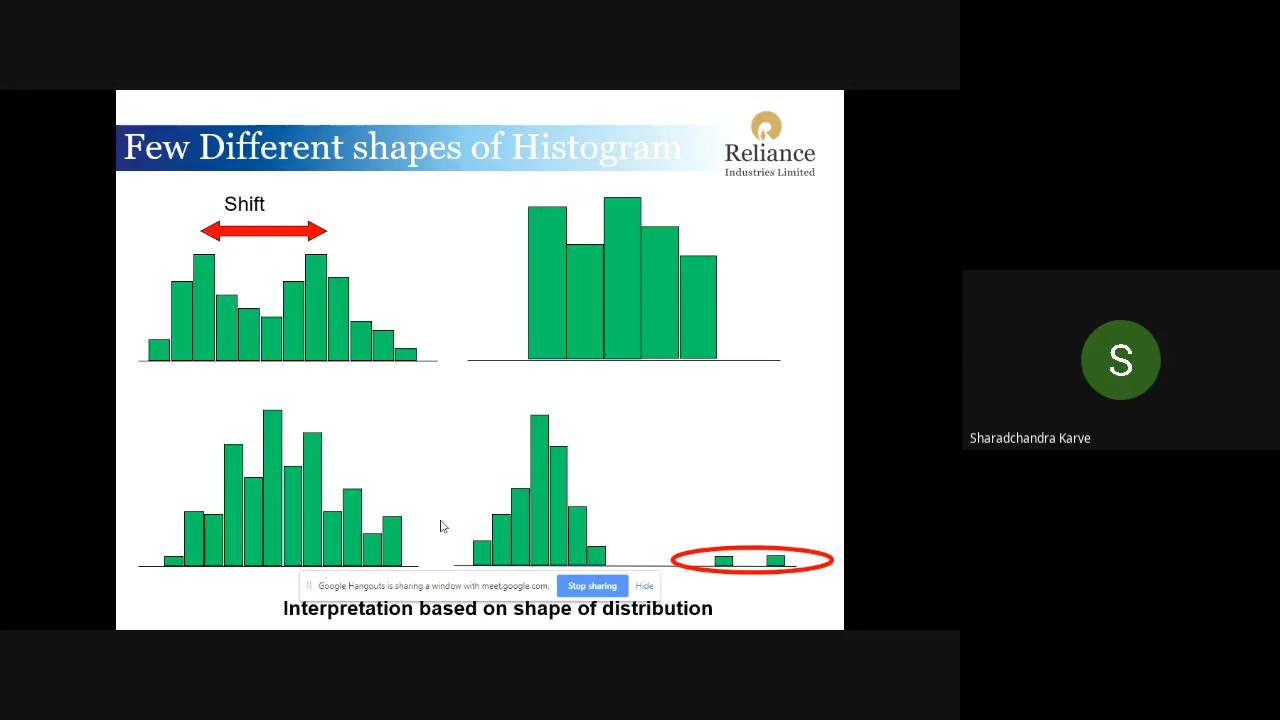 Few Different shapes of Histogram
Reliance
Industries Limited
Shift
S
Sharadchandra Karve
Google Hangouts is sharing a window with meet.google.com.
Stop sharing
Hide
Interpretation based on shape of distribution